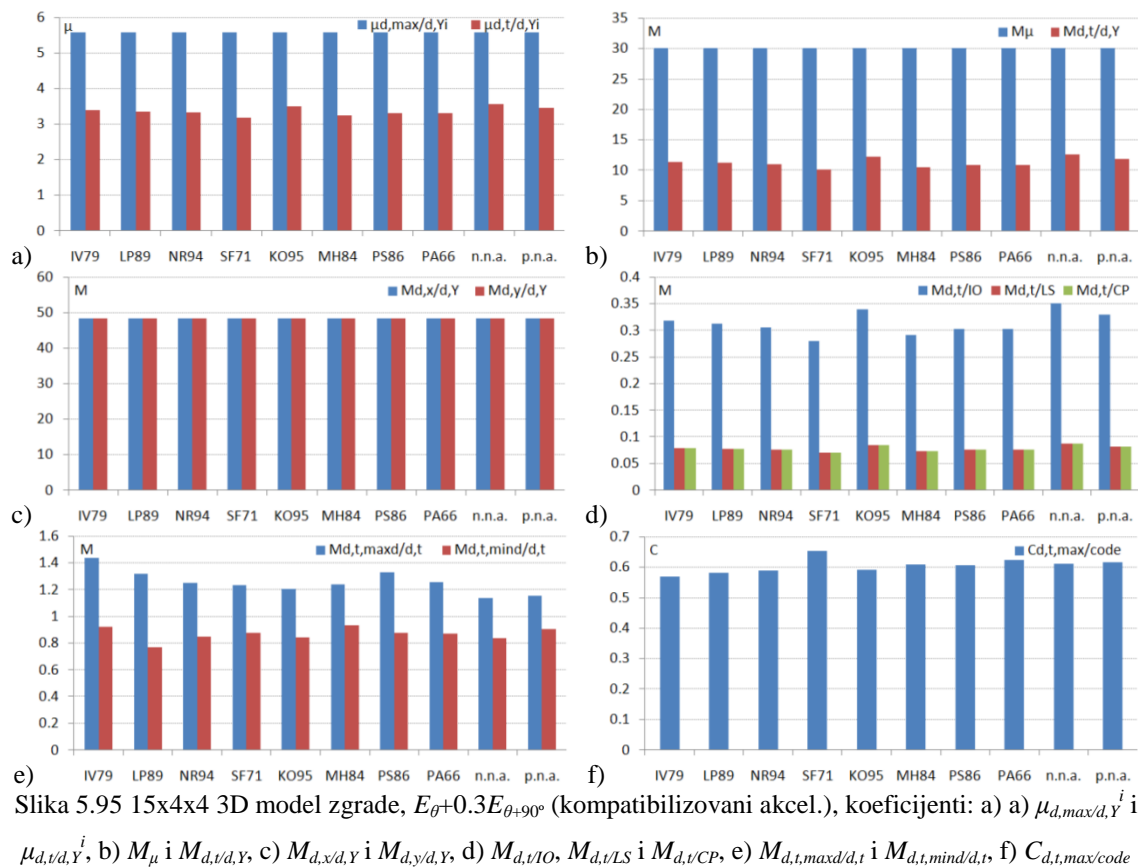 6
5
4
3
2
1
0
μ
μd,max/d,Yi
μd,t/d,Yi
IV79 LP89 NR94 SF71 KO95 MH84 PS86 PA66 n.n.a. p.n.a.
a)
35
30
25
20
15
10
5
0
M
Mμ
Md,t/d,Y
IV79 LP89 NR94 SF71 KO95 MH84 PS86 PA66 n.n.a. p.n.a.
b)
60
50
40
30
20
10
0
M
Md,x/d,Y
Md,y/d,Y
IV79 LP89 NR94 SF71 KO95 MH84 PS86 PA66 n.n.a. p.n.a.
c)
0.4
0.35
0.3
0.25
0.2
0.15
0.1
0.05
0
M
Md,t/IO
Md,t/LS
Md,t/CP
IV79 LP89 NR94 SF71 KO95 MH84 PS86 PA66 n.n.a. p.n.a.
d)
1.6
1.4
1.2
1
0.8
0.6
0.4
0.2
0
M
Md,t,maxd/d,t
Md,t,mind/d,t
IV79 LP89 NR94 SF71 KO95 MH84 PS86 PA66 n.n.a. p.n.a.
e)
0.7
0.6
0.5
0.4
0.3
0.2
0.1
0
C
Cd,t,max/code
IV79 LP89 NR94 SF71 KO95 MH84 PS86 PA66 n.n.a. p.n.a.
f)
Slika 5.95 15x4x4 3D model zgrade, Eθ+0.3Eθ+90° (kompatibilizovani akcel.), koeficijenti: a) a) μd,max/d,Y^i i
μd,t/d,Y^i, b) Mμ i Md,t/d,Y, c) Md,x/d,Y i Md,y/d,Y, d) Md,t/IO, Md,t/LS i Md,t/CP, e) Md,t,maxd/d,t i Md,t,mind/d,t, f) Cd,t,max/code